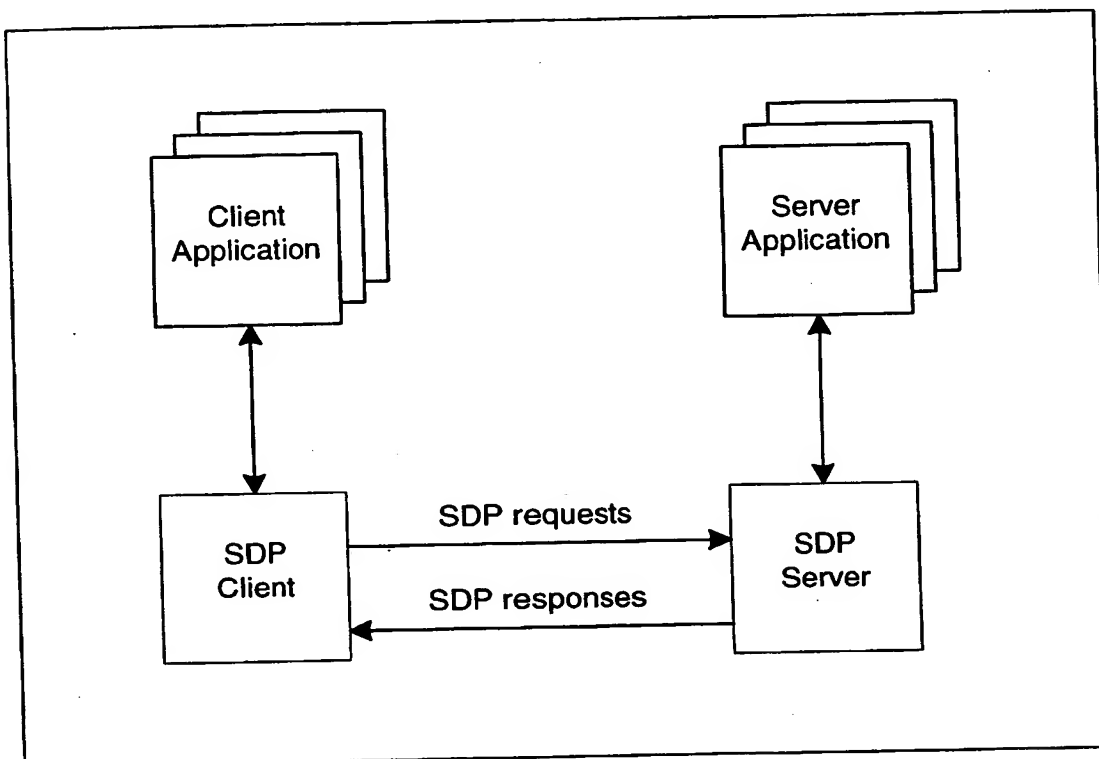 Client
Application
Server
Application
SDP requests
SDP
Client
SDP
Server
SDP responses